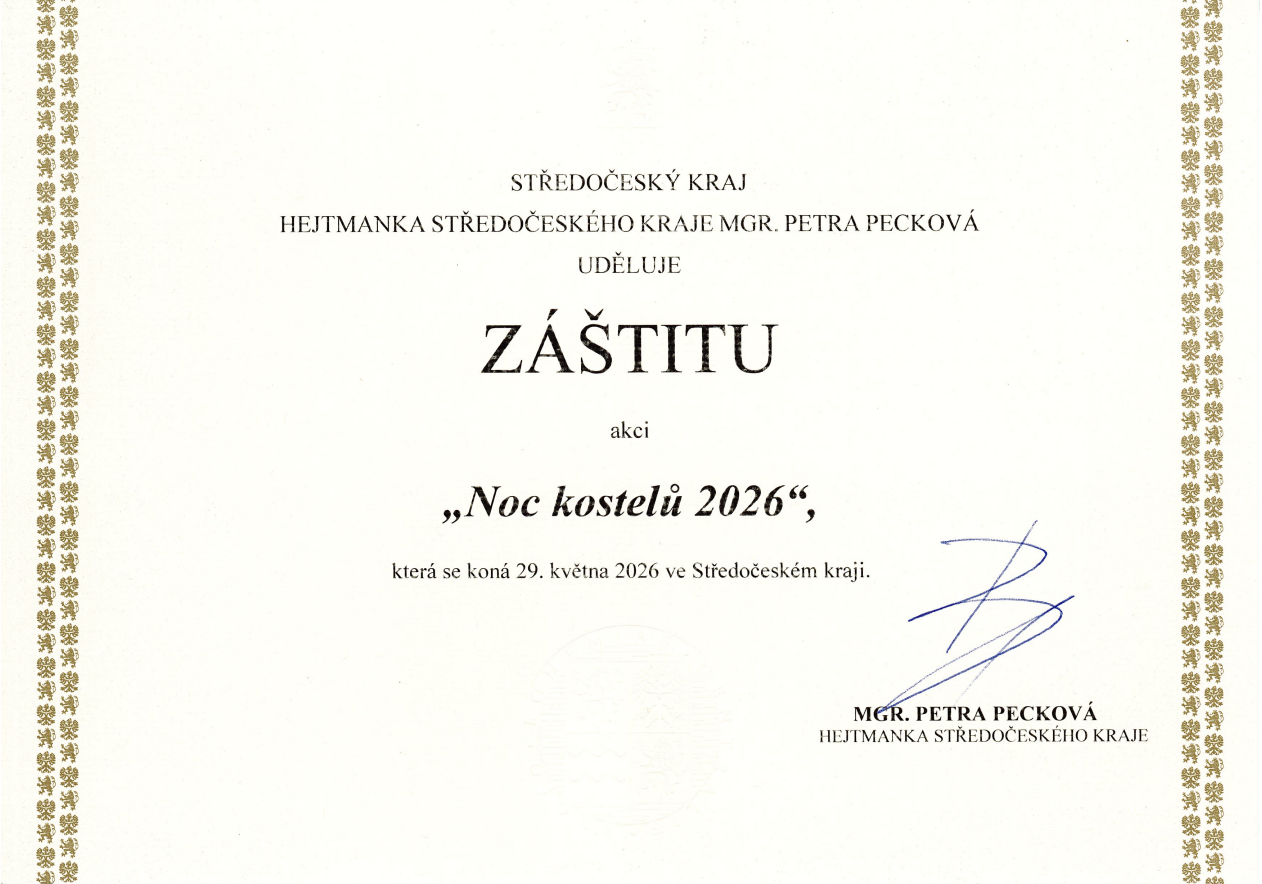 STŘEDOČESKÝ KRAJ
HEJTMANKA STŘEDOČESKÉHO KRAJE MGR. PETRA PECKOVÁ
UDĚLUJE
ZÁŠTITU
akci
„Noc kostelů 2026“,
která se koná 29. května 2026 ve Středočeském kraji.
MGR. PETRA PECKOVÁ
HEJTMANKA STŘEDOČESKÉHO KRAJE